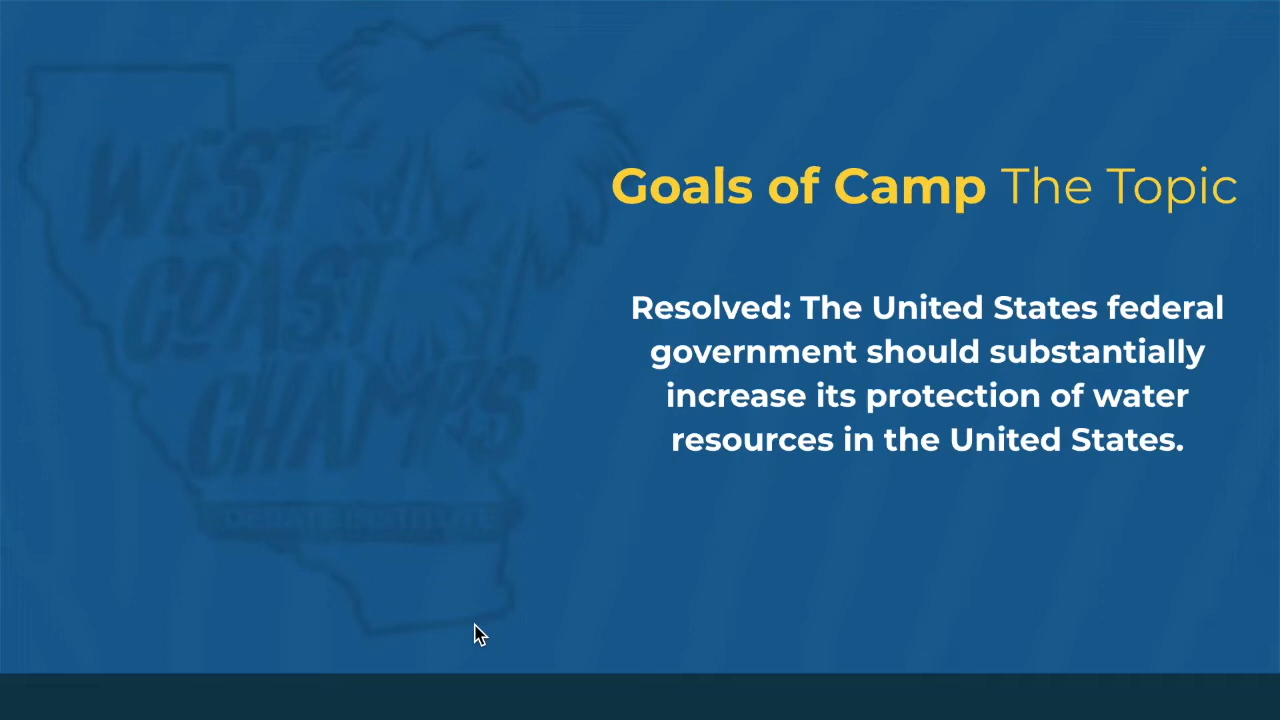 WEST
COAST
CHAMPS
DEBATE INSTITUTE
Goals of Camp The Topic
Resolved: The United States federal
government should substantially
increase its protection of water
resources in the United States.